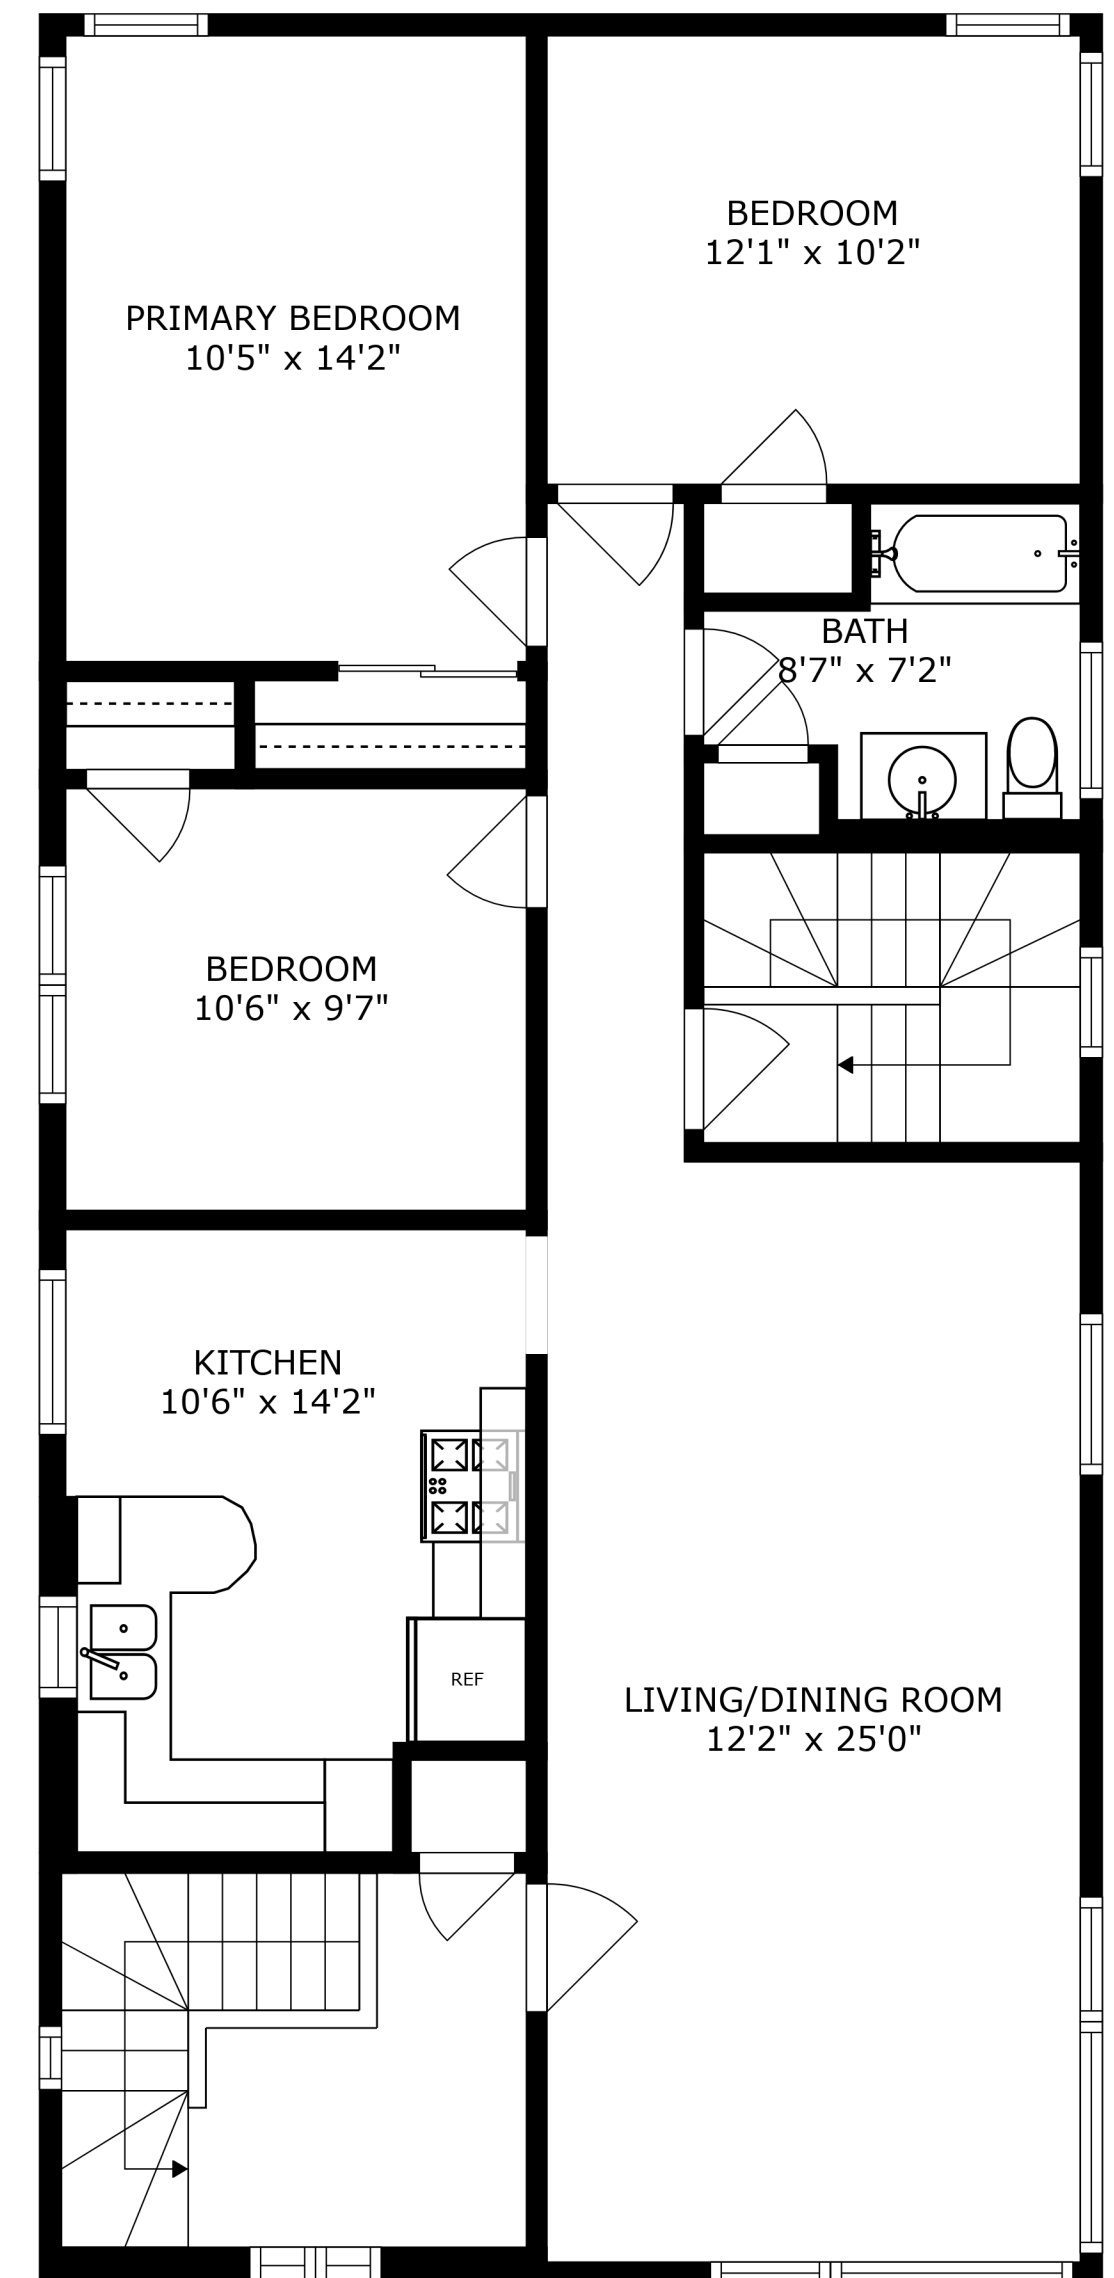 BEDROOM
12'1" x 10'2"
PRIMARY BEDROOM
10'5" x 14'2"
BATH
8'7" x 7'2"
BEDROOM
10'6" x 9'7"
KITCHEN
10'6" x 14'2"
REF
LIVING/DINING ROOM
12'2" x 25'0"